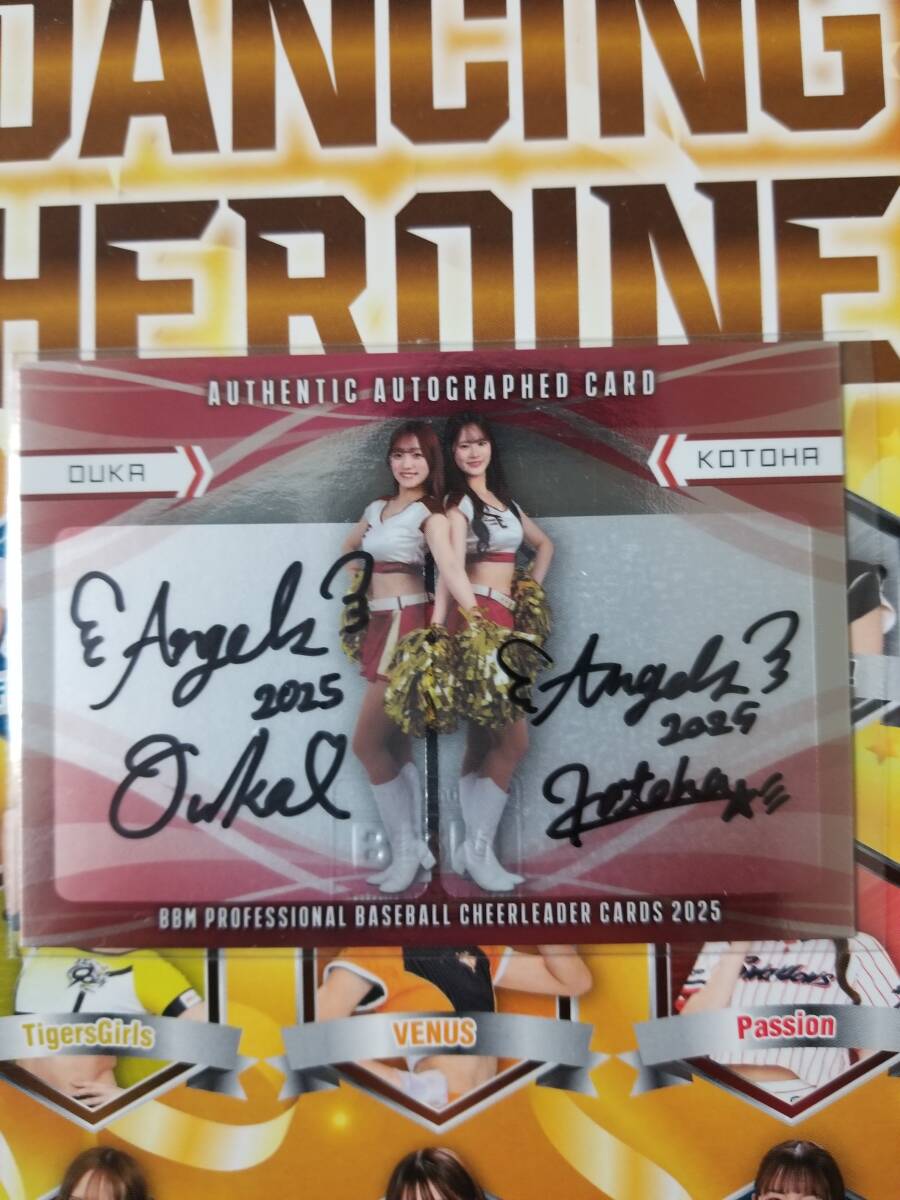 DANCING
HEROINE
AUTHENTIC AUTOGRAPHED CARD
OUKA
KOTOHA
Angels
2025
Ouka
Angels
2025
Kotoha
BBM PROFESSIONAL BASEBALL CHEERLEADER CARDS 2025
TigersGirls
VENUS
Passion